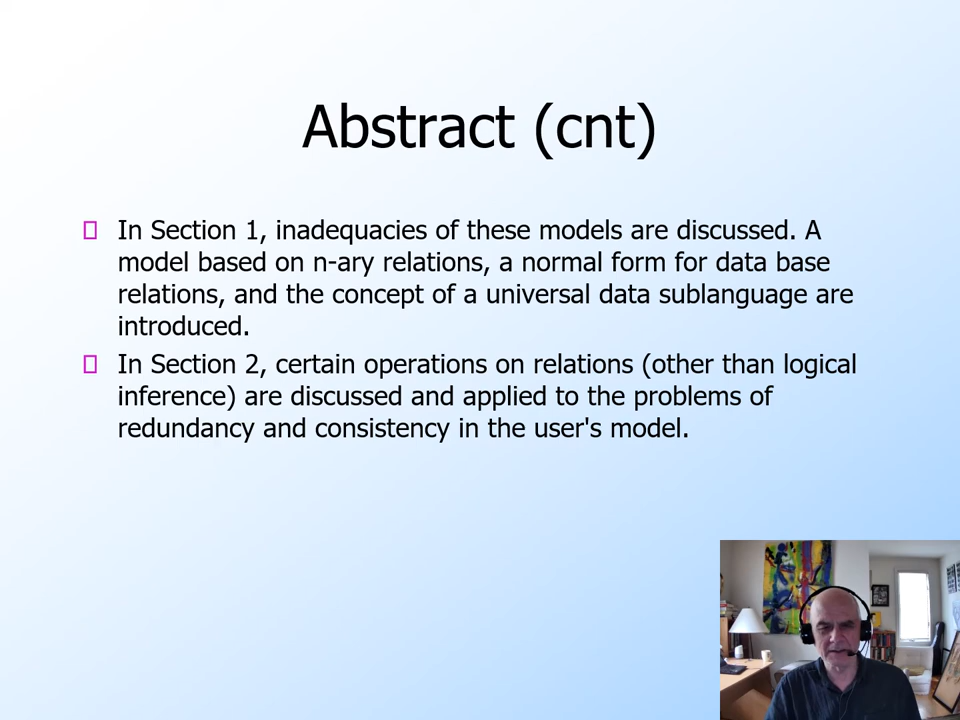 Abstract (cnt)
In Section 1, inadequacies of these models are discussed. A
model based on n-ary relations, a normal form for data base
relations, and the concept of a universal data sublanguage are
introduced.
In Section 2, certain operations on relations (other than logical
inference) are discussed and applied to the problems of
redundancy and consistency in the user's model.